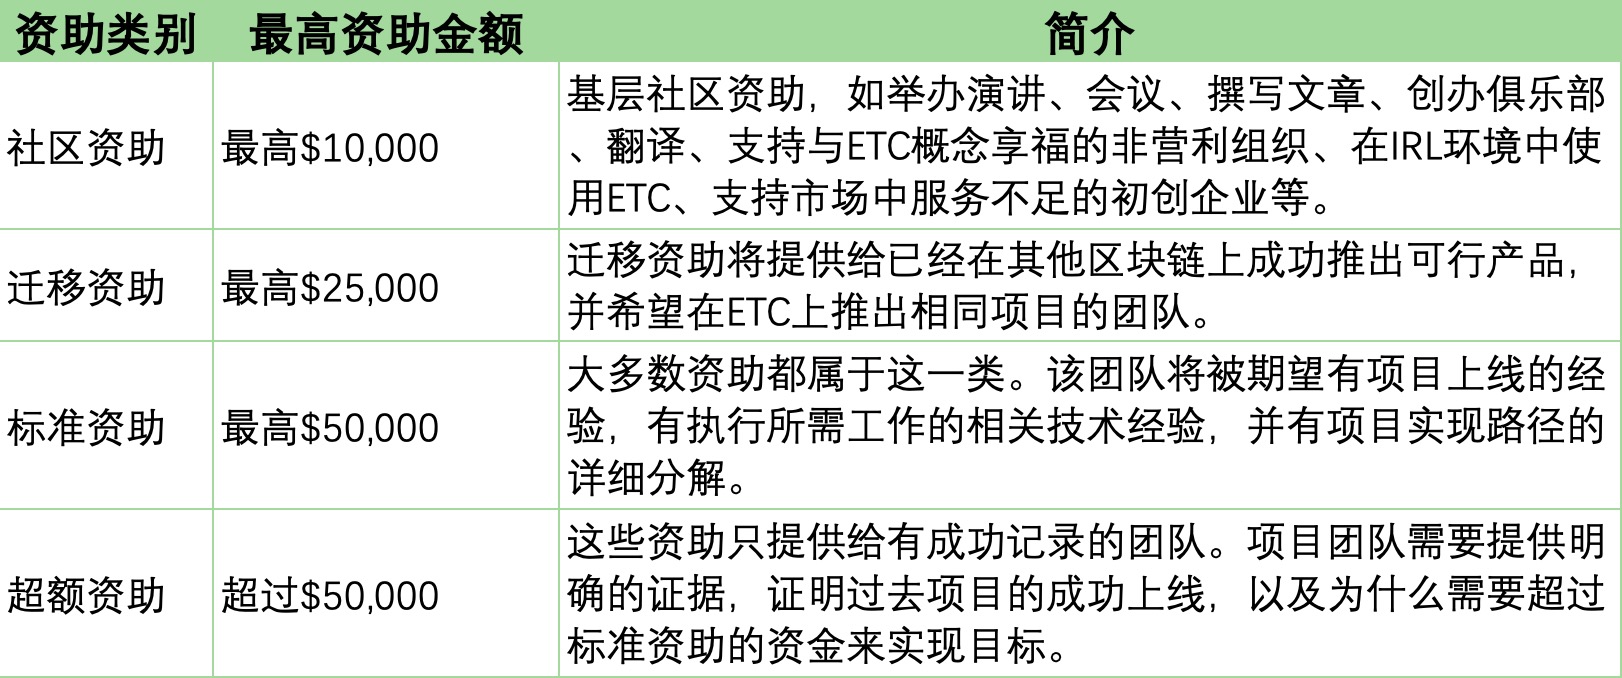 资助类别 最高资助金额 简介
社区资助 最高$10,000 基层社区资助，如举办演讲、会议、撰写文章、创办俱乐部
、翻译、支持与ETC概念享福的非营利组织、在IRL环境中使
用ETC、支持市场中服务不足的初创企业等。
迁移资助 最高$25,000 迁移资助将提供给已经在其他区块链上成功推出可行产品，
并希望在ETC上推出相同项目的团队。
标准资助 最高$50,000 大多数资助都属于这一类。该团队将被期望有项目上线的经
验，有执行所需工作的相关技术经验，并有项目实现路径的
详细分解。
超额资助 超过$50,000 这些资助只提供给有成功记录的团队。项目团队需要提供明
确的证据，证明过去项目的成功上线，以及为什么需要超过
标准资助的资金来实现目标。